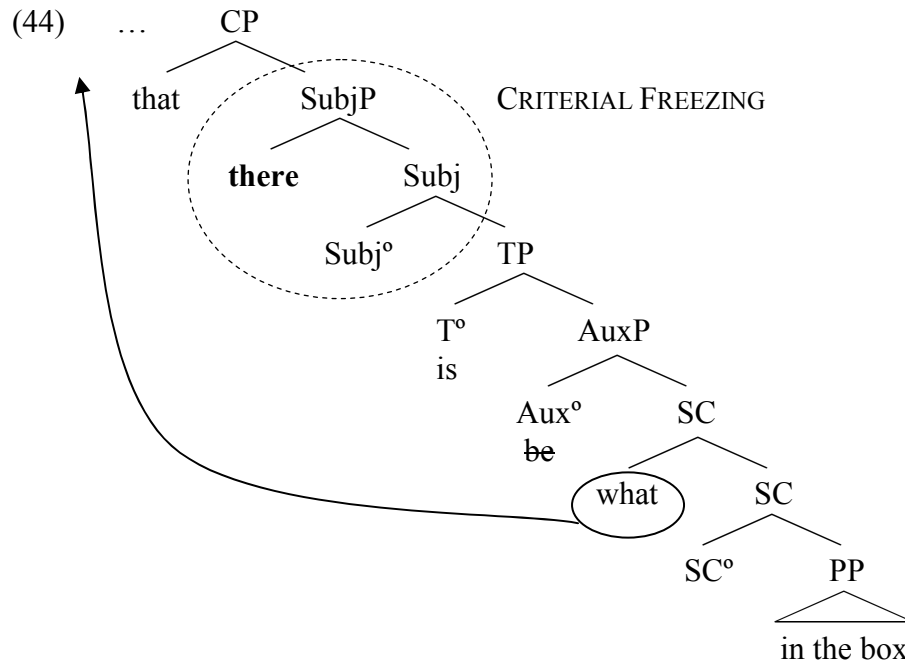 (44) … CP
that SubjP CRITERIAL FREEZING
there Subj
Subjº TP
Tº AuxP
is
Auxº SC
be
what SC
SCº PP
in the box